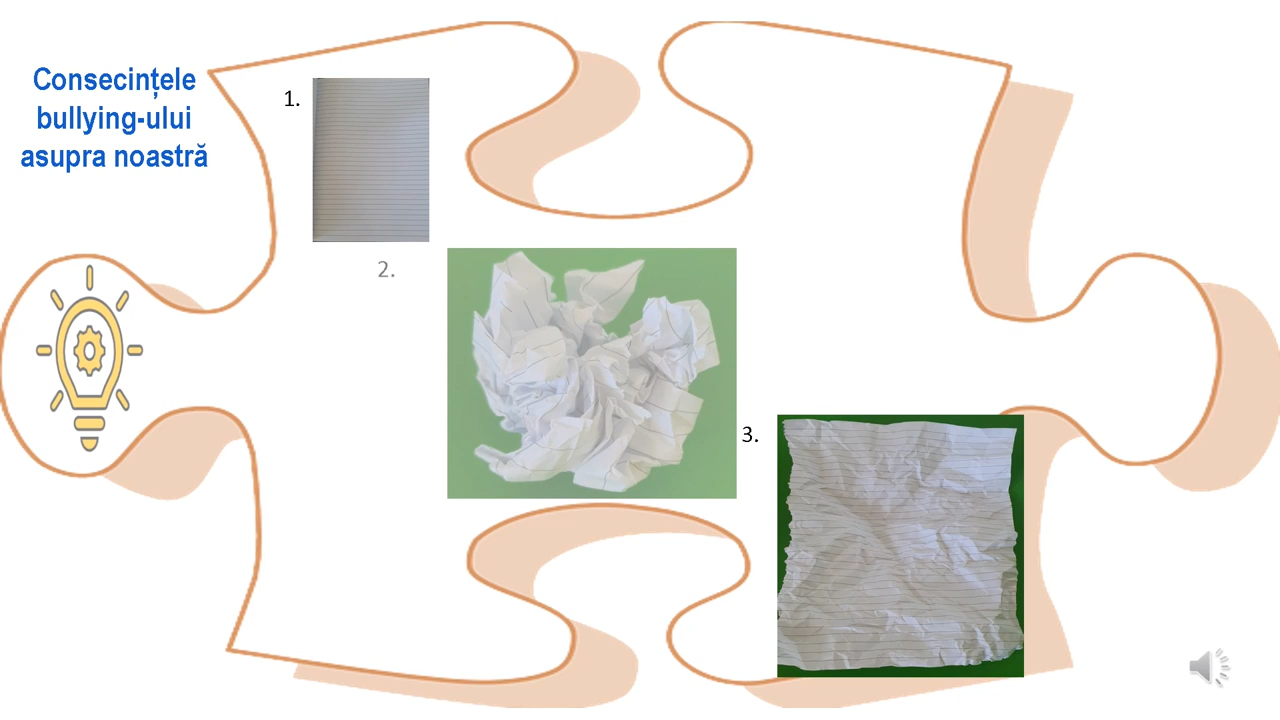 Consecințele
bullying-ului
asupra noastră
1.
2.
3.